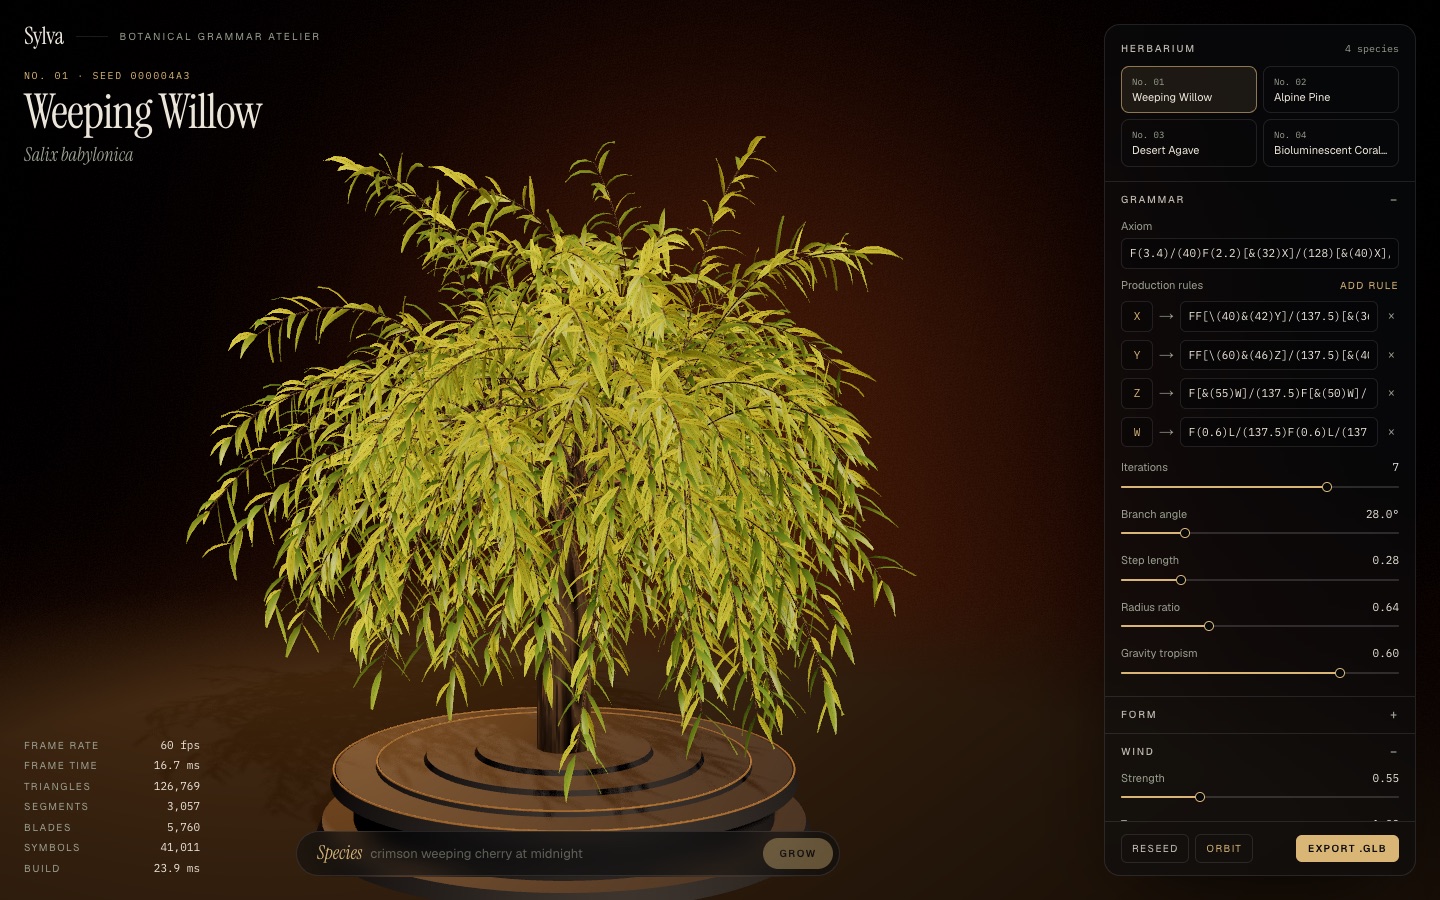 Sylva BOTANICAL GRAMMAR ATELIER
NO. 01 · SEED 000004A3
Weeping Willow
Salix babylonica
FRAME RATE 60 fps
FRAME TIME 16.7 ms
TRIANGLES 126,769
SEGMENTS 3,057
BLADES 5,760
SYMBOLS 41,011
BUILD 23.9 ms
Species crimson weeping cherry at midnight GROW
HERBARIUM 4 species
No. 01
Weeping Willow
No. 02
Alpine Pine
No. 03
Desert Agave
No. 04
Bioluminescent Coral…
GRAMMAR −
Axiom
F(3.4)/(40)F(2.2)[&(32)X]/(128)[&(40)X],
Production rules ADD RULE
X → FF[\(40)&(42)Y]/(137.5)[&(3 ×
Y → FF[\(60)&(46)Z]/(137.5)[&(4 ×
Z → F[&(55)W]/(137.5)F[&(50)W]/ ×
W → F(0.6)L/(137.5)F(0.6)L/(137 ×
Iterations 7
Branch angle 28.0°
Step length 0.28
Radius ratio 0.64
Gravity tropism 0.60
FORM +
WIND −
Strength 0.55
RESEED ORBIT EXPORT .GLB